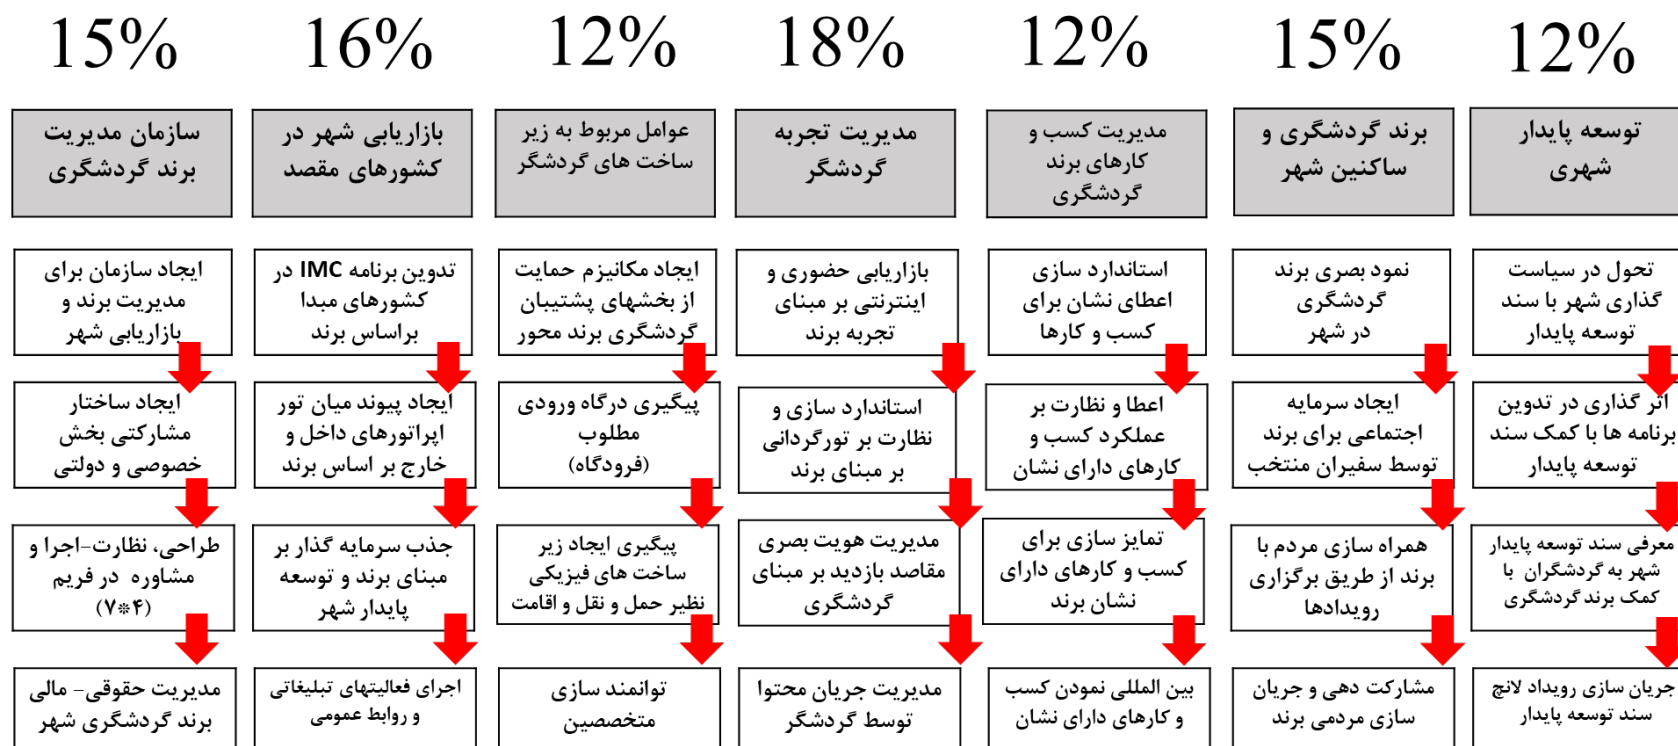 12%
توسعه پایدار
شهری
تحول در سیاست
گذاری شهر با سند
توسعه پایدار
اثر گذاری در تدوین
برنامه ها با کمک سند
توسعه پایدار
معرفی سند توسعه پایدار
شهر به گردشگران با
کمک برند گردشگری
جریان سازی رویداد لانچ
سند توسعه پایدار
15%
برند گردشگری و
ساکنین شهر
نمود بصری برند
گردشگری
در شهر
ایجاد سرمایه
اجتماعی برای برند
توسط سفیران منتخب
همراه سازی مردم با
برند از طریق برگزاری
رویدادها
مشارکت دهی و جریان
سازی مردمی برند
12%
مدیریت کسب و
کارهای برند
گردشگری
استاندارد سازی
اعطای نشان برای
کسب و کارها
اعطا و نظارت بر
عملکرد کسب و
کارهای دارای نشان
تمایز سازی برای
کسب و کارهای دارای
نشان برند
بین المللی نمودن کسب
و کارهای دارای نشان
18%
مدیریت تجربه
گردشگر
بازاریابی حضوری و
اینترنتی بر مبنای
تجربه برند
استاندارد سازی و
نظارت بر تورگردانی
بر مبنای برند
مدیریت هویت بصری
مقاصد بازدید بر مبنای
گردشگری
مدیریت جریان محتوا
توسط گردشگر
12%
عوامل مربوط به زیر
ساخت های گردشگر
ایجاد مکانیزم حمایت
از بخشهای پشتیبان
گردشگری برند محور
پیگیری درگاه ورودی
مطلوب
(فرودگاه)
پیگیری ایجاد زیر
ساخت های فیزیکی
نظیر حمل و نقل و اقامت
توانمند سازی
متخصصین
16%
بازاریابی شهر در
کشورهای مقصد
تدوین برنامه IMC در
کشورهای مبدا
براساس برند
ایجاد پیوند میان تور
اپراتورهای داخل و
خارج بر اساس برند
جذب سرمایه گذار بر
مبنای برند و توسعه
پایدار شهر
اجرای فعالیتهای تبلیغاتی
و روابط عمومی
15%
سازمان مدیریت
برند گردشگری
ایجاد سازمان برای
مدیریت برند و
بازاریابی شهر
ایجاد ساختار
مشارکتی بخش
خصوصی و دولتی
طراحی، نظارت-اجرا و
مشاوره در فریم
(۴*۷)
مدیریت حقوقی- مالی
برند گردشگری شهر